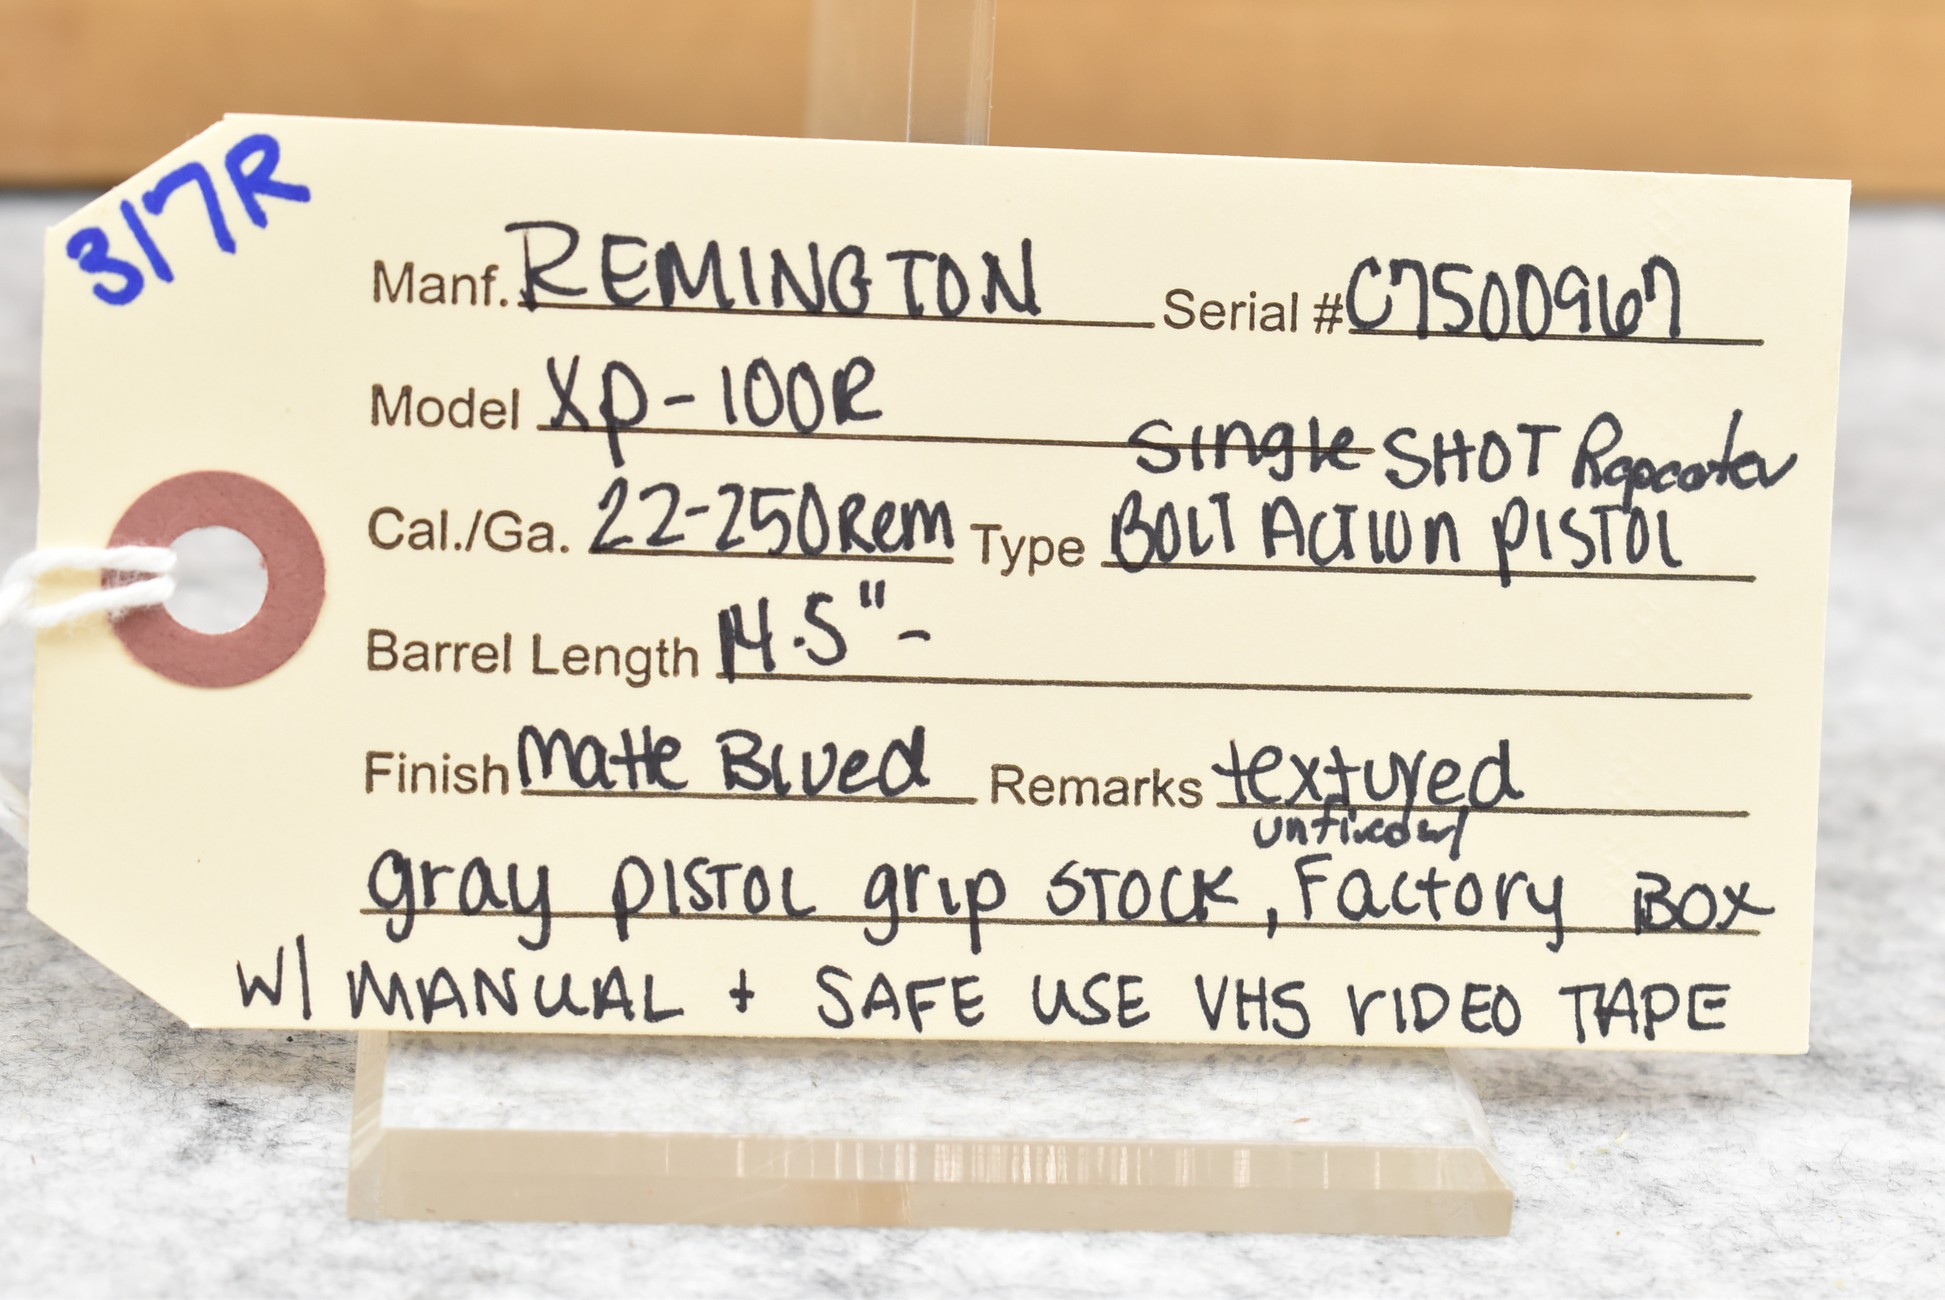 317R
Manf. REMINGTON Serial # C7500967
Model XP-100R
Single SHOT Repeater
Cal./Ga. 22-250 Rem Type BOLT ACTION PISTOL
Barrel Length 14.5" -
Finish Matte Blued Remarks textured
unfired w/
gray PISTOL grip STOCK, Factory BOX
W/ MANUAL + SAFE USE VHS VIDEO TAPE